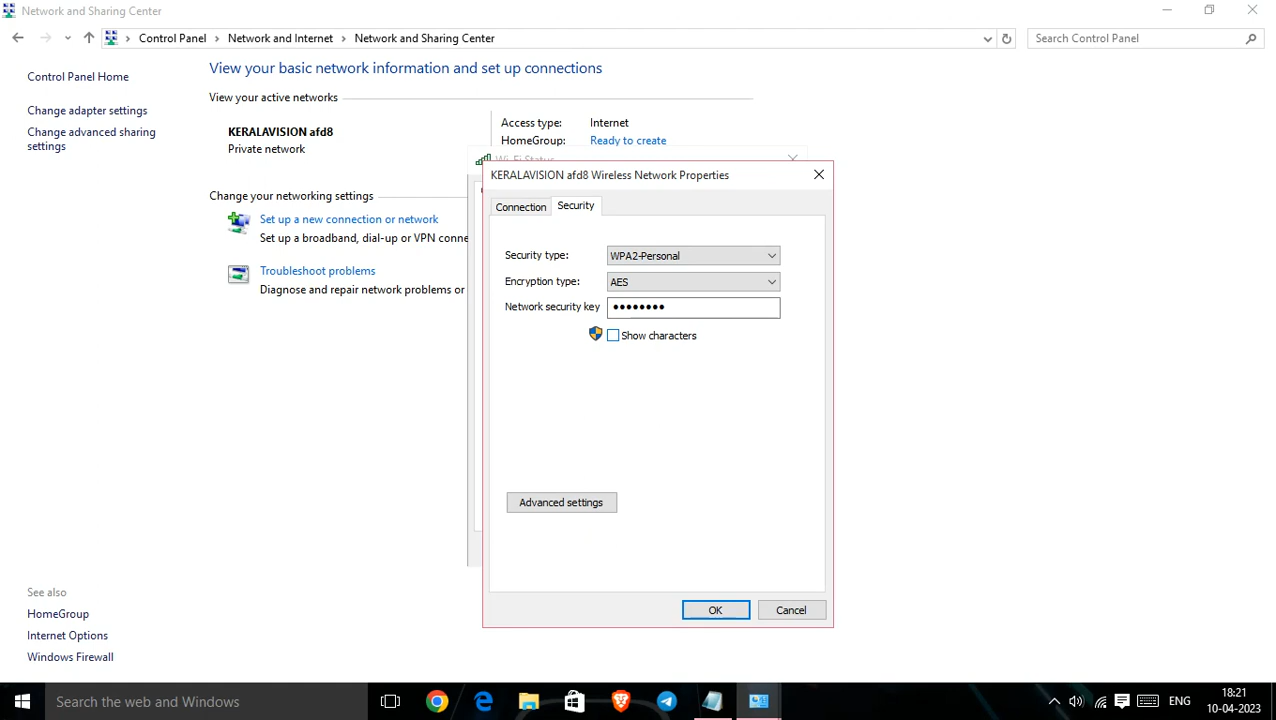 Network and Sharing Center
Control Panel > Network and Internet > Network and Sharing Center
Search Control Panel
Control Panel Home
Change adapter settings
Change advanced sharing
settings
View your basic network information and set up connections
View your active networks
KERALAVISION afd8
Private network
Access type: Internet
HomeGroup: Ready to create
Change your networking settings
Set up a new connection or network
Set up a broadband, dial-up or VPN conne
Troubleshoot problems
Diagnose and repair network problems or
Wi-Fi Status
KERALAVISION afd8 Wireless Network Properties
Connection Security
Security type: WPA2-Personal
Encryption type: AES
Network security key ••••••••
Show characters
Advanced settings
OK Cancel
See also
HomeGroup
Internet Options
Windows Firewall
Search the web and Windows
ENG
18:21
10-04-2023